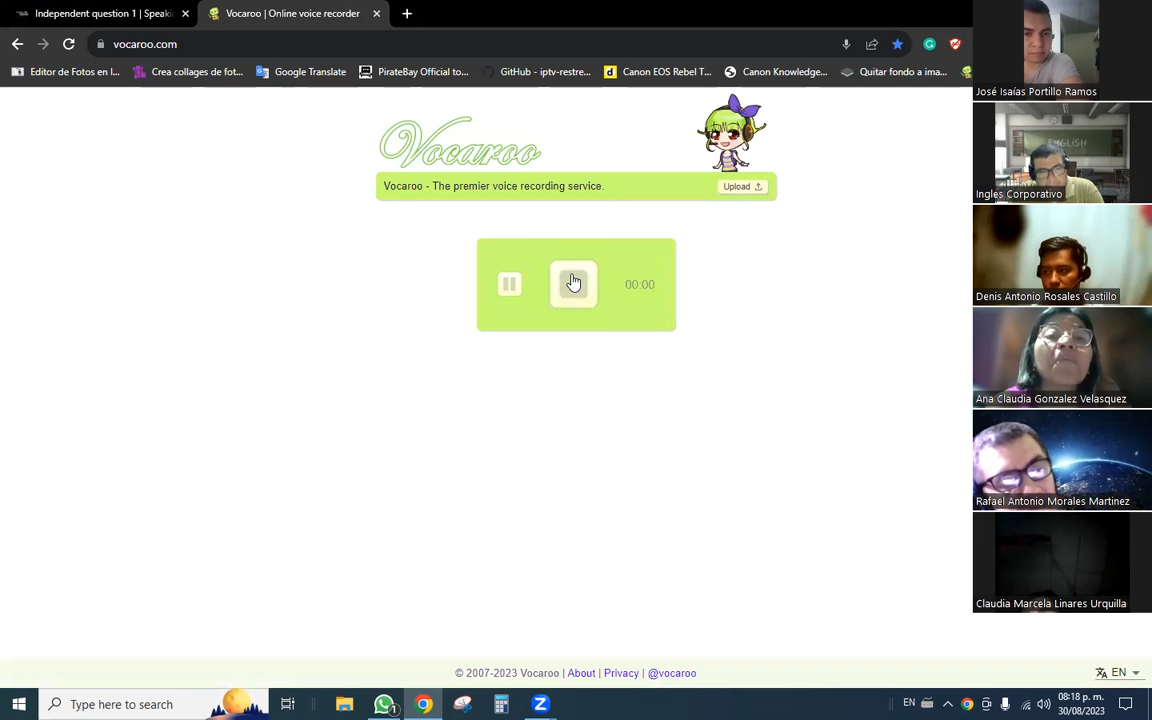 Independent question 1 | Speaki
Vocaroo | Online voice recorder
vocaroo.com
Editor de Fotos en l...
Crea collages de fot...
Google Translate
PirateBay Official to...
GitHub - iptv-restre...
Canon EOS Rebel T...
Canon Knowledge...
Quitar fondo a ima...
Vocaroo
Vocaroo - The premier voice recording service.
Upload
00:00
José Isaías Portillo Ramos
ENGLISH
Ingles Corporativo
Denis Antonio Rosales Castillo
Ana Claudia Gonzalez Velasquez
Rafael Antonio Morales Martinez
Claudia Marcela Linares Urquilla
© 2007-2023 Vocaroo | About | Privacy | @vocaroo
EN
Type here to search
1
EN
08:18 p. m.
30/08/2023